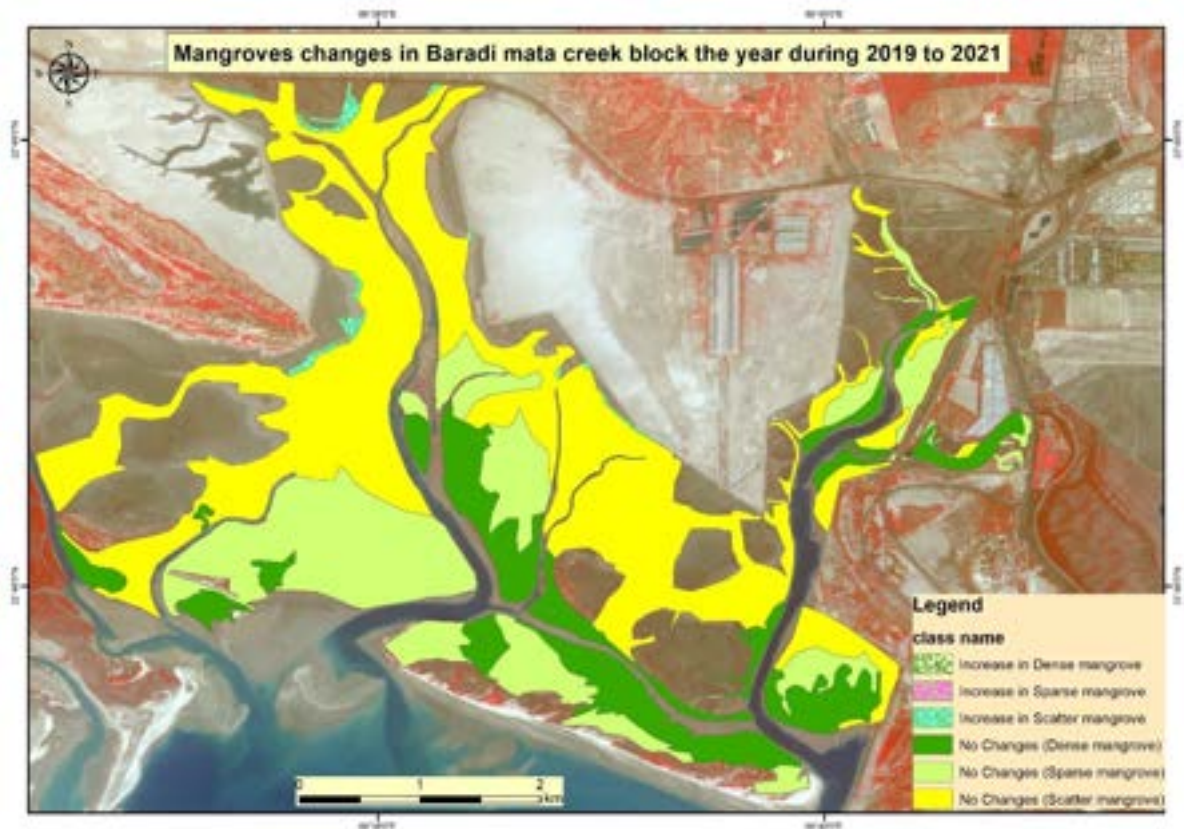 Mangroves changes in Baradi mata creek block the year during 2019 to 2021
N
Legend
class name
Increase in Dense mangrove
Increase in Sparse mangrove
Increase in Scatter mangrove
No Changes (Dense mangrove)
No Changes (Sparse mangrove)
No Changes (Scatter mangrove)
0 1 2
km